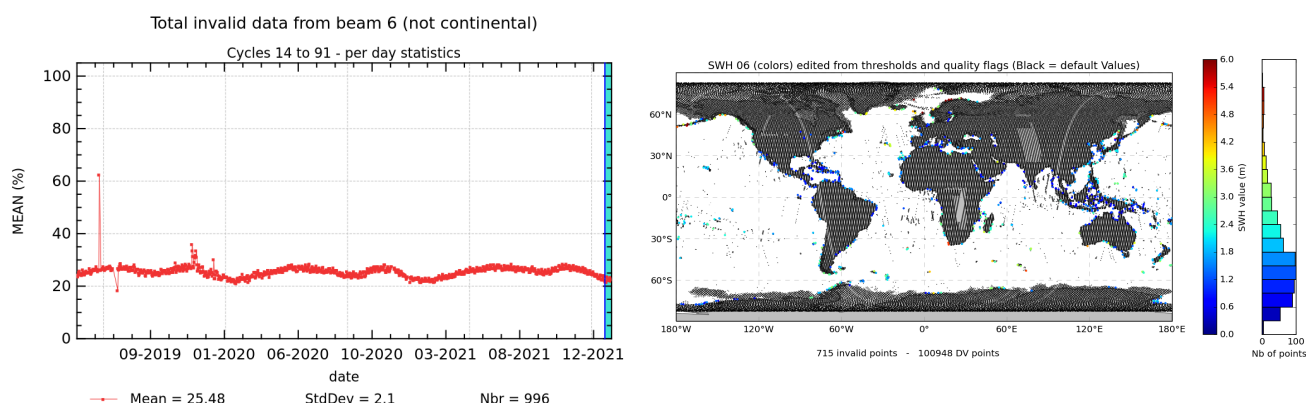 Total invalid data from beam 6 (not continental)
Cycles 14 to 91 - per day statistics
100
80
60
40
20
0
MEAN (%)
09-2019 01-2020 06-2020 10-2020 03-2021 08-2021 12-2021
date
Mean = 25.48 StdDev = 2.1 Nbr = 996
SWH 06 (colors) edited from thresholds and quality flags (Black = default Values)
60°N
30°N
0°
30°S
60°S
180°W 120°W 60°W 0° 60°E 120°E 180°E
715 invalid points - 100948 DV points
6.0
5.4
4.8
4.2
3.6
3.0
2.4
1.8
1.2
0.6
0.0
SWH value (m)
0 100
Nb of points